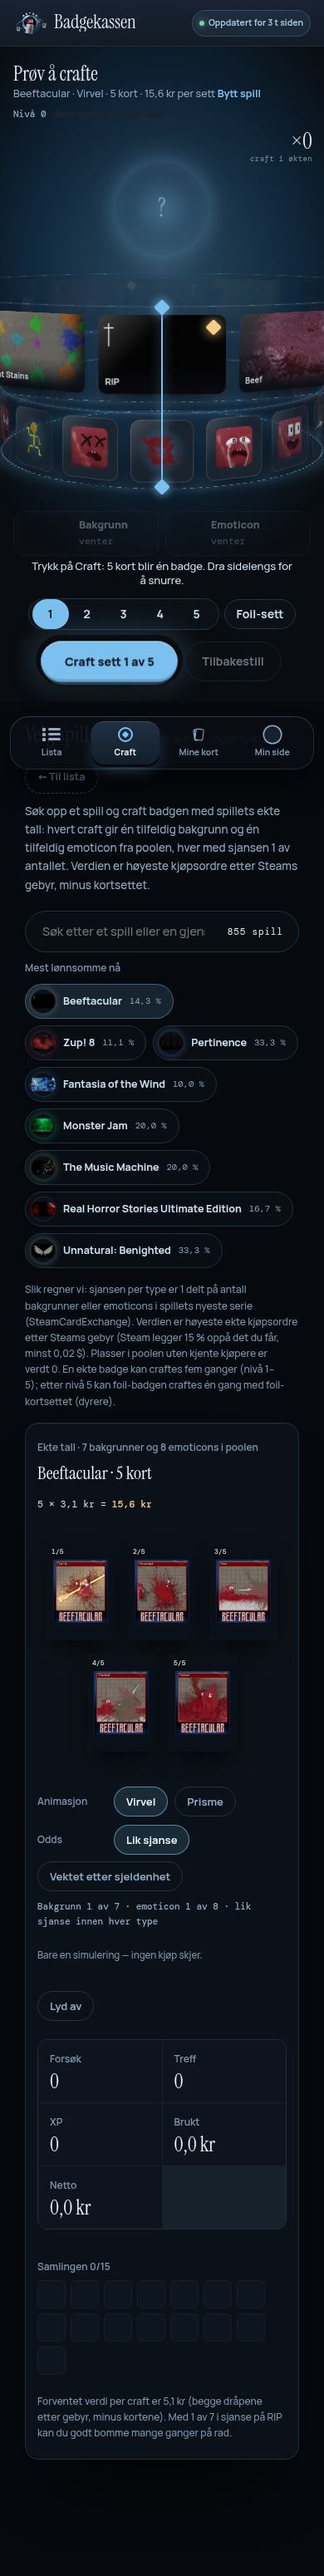 Badgekassen
Oppdatert for 3 t siden
Prøv å crafte
Beeftacular · Virvel · 5 kort · 15,6 kr per sett Bytt spill
Nivå 0
×0
craft i økten
?
t Stains
RIP
Beef
Bakgrunn
venter
Emoticon
venter
Trykk på Craft: 5 kort blir én badge. Dra sidelengs for
å snurre.
1 2 3 4 5 Foil-sett
Craft sett 1 av 5
Tilbakestill
Lista
Craft
Mine kort
Min side
← Til lista
Søk opp et spill og craft badgen med spillets ekte
tall: hvert craft gir én tilfeldig bakgrunn og én
tilfeldig emoticon fra poolen, hver med sjansen 1 av
antallet. Verdien er høyeste kjøpsordre etter Steams
gebyr, minus kortsettet.
Søk etter et spill eller en gjen:
855 spill
Mest lønnsomme nå
Beeftacular 14,3 %
Zup! 8 11,1 %
Pertinence 33,3 %
Fantasia of the Wind 10,0 %
Monster Jam 20,0 %
The Music Machine 20,0 %
Real Horror Stories Ultimate Edition 16,7 %
Unnatural: Benighted 33,3 %
Slik regner vi: sjansen per type er 1 delt på antall
bakgrunner eller emoticons i spillets nyeste serie
(SteamCardExchange). Verdien er høyeste ekte kjøpsordre
etter Steams gebyr (Steam legger 15 % oppå det du får,
minst 0,02 $). Plasser i poolen uten kjente kjøpere er
verdt 0. En ekte badge kan craftes fem ganger (nivå 1–
5); etter nivå 5 kan foil-badgen craftes én gang med foil-
kortsettet (dyrere).
Ekte tall · 7 bakgrunner og 8 emoticons i poolen
Beeftacular · 5 kort
5 × 3,1 kr = 15,6 kr
1/5
2/5
3/5
BEEFTACULAR
BEEFTACULAR
BEEFTACULAR
4/5
5/5
BEEFTACULAR
BEEFTACULAR
Animasjon
Virvel
Prisme
Odds
Lik sjanse
Vektet etter sjeldenhet
Bakgrunn 1 av 7 · emoticon 1 av 8 · lik
sjanse innen hver type
Bare en simulering — ingen kjøp skjer.
Lyd av
Forsøk
0
Treff
0
XP
0
Brukt
0,0 kr
Netto
0,0 kr
Samlingen 0/15
Forventet verdi per craft er 5,1 kr (begge dråpene
etter gebyr, minus kortene). Med 1 av 7 i sjanse på RIP
kan du godt bomme mange ganger på rad.